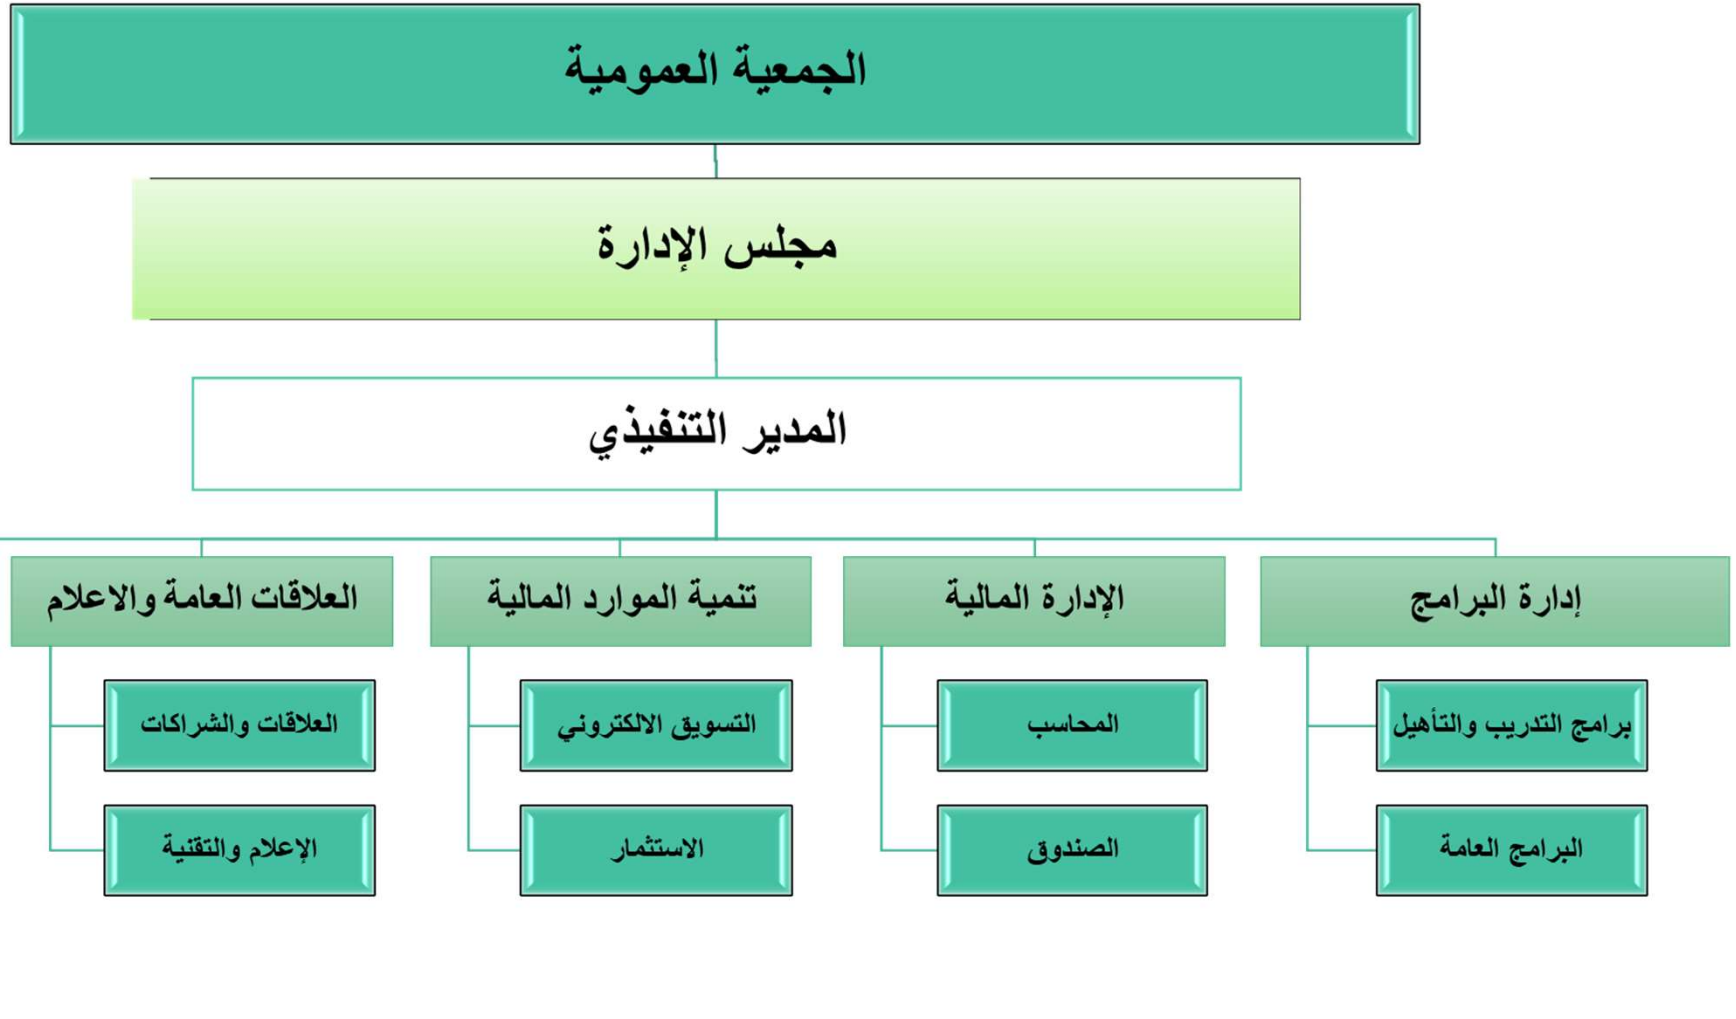 الجمعية العمومية
مجلس الإدارة
المدير التنفيذي
إدارة البرامج
الإدارة المالية
تنمية الموارد المالية
العلاقات العامة والاعلام
برامج التدريب والتأهيل
المحاسب
التسويق الالكتروني
العلاقات والشراكات
البرامج العامة
الصندوق
الاستثمار
الإعلام والتقنية